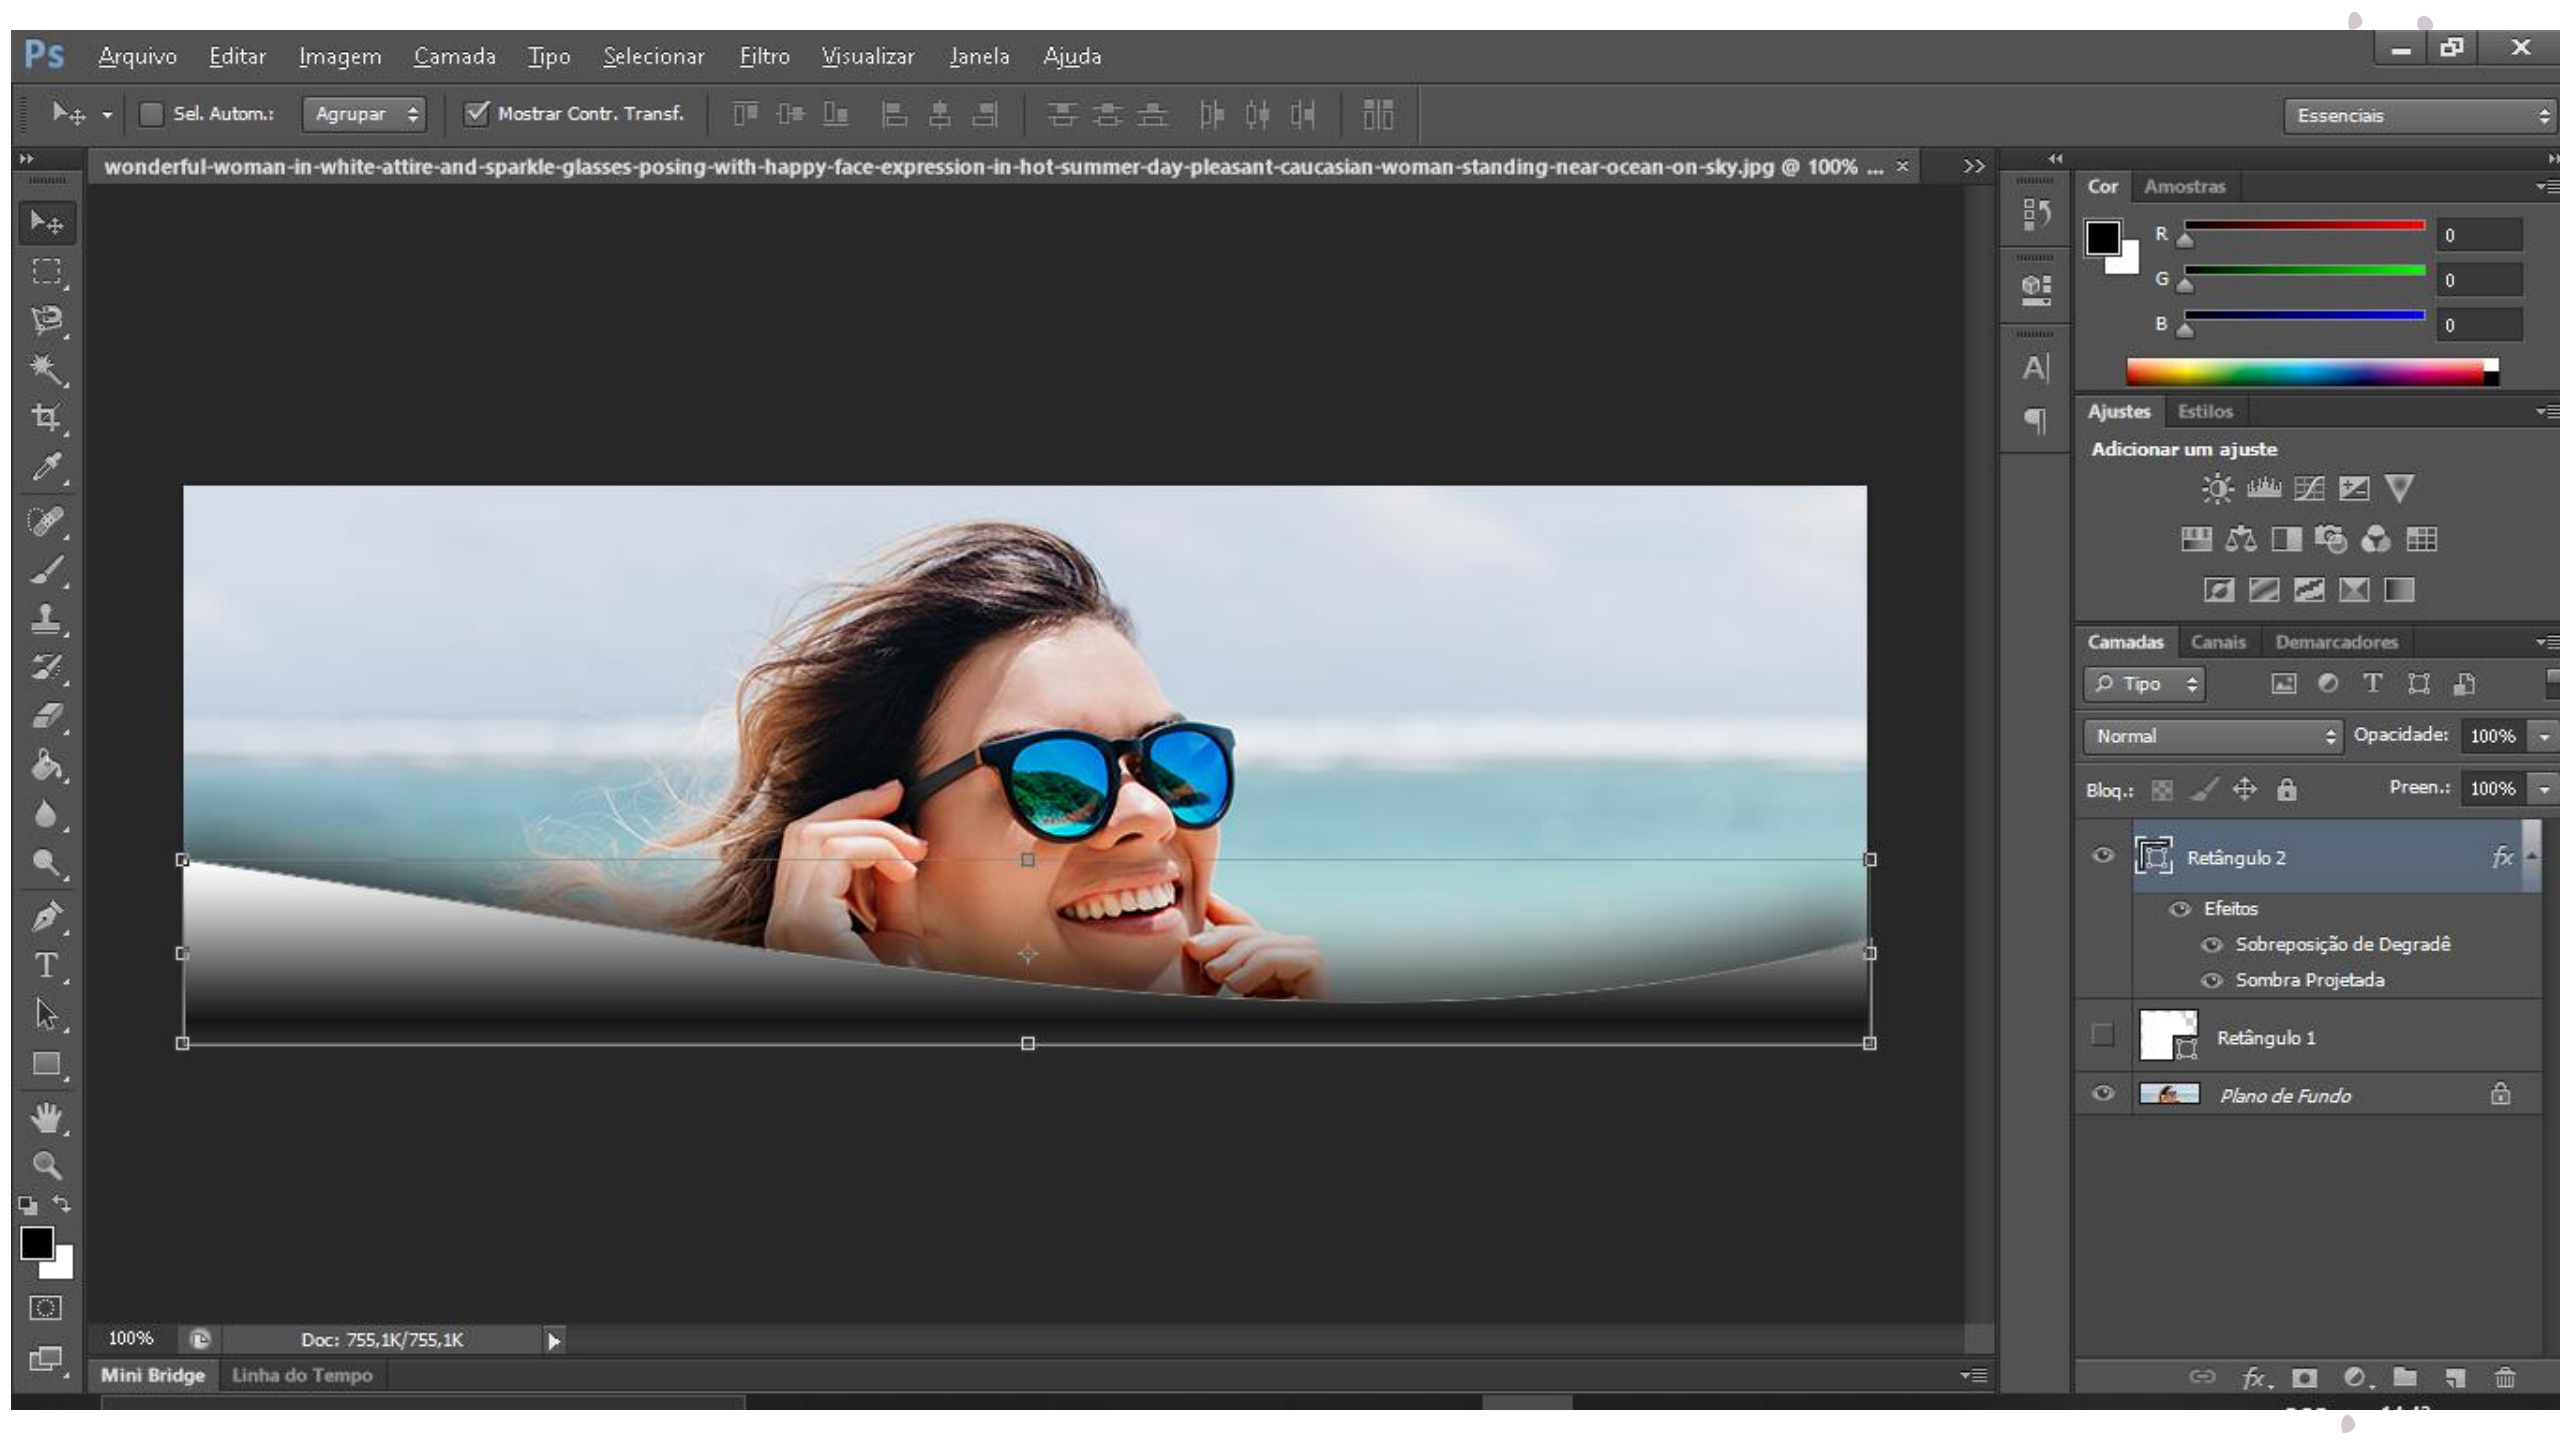 Ps Arquivo Editar Imagem Camada Tipo Selecionar Filtro Visualizar Janela Ajuda
Sel. Autom.: Agrupar Mostrar Contr. Transf. Essenciais
wonderful-woman-in-white-attire-and-sparkle-glasses-posing-with-happy-face-expression-in-hot-summer-day-pleasant-caucasian-woman-standing-near-ocean-on-sky.jpg @ 100% ... ×
Cor Amostras
R 0
G 0
B 0
Ajustes Estilos
Adicionar um ajuste
Camadas Canais Demarcadores
Tipo
Normal Opacidade: 100%
Bloq.: Preen.: 100%
Retângulo 2 fx
Efeitos
Sobreposição de Degradê
Sombra Projetada
Retângulo 1
Plano de Fundo
100% Doc: 755,1K/755,1K
Mini Bridge Linha do Tempo
fx.